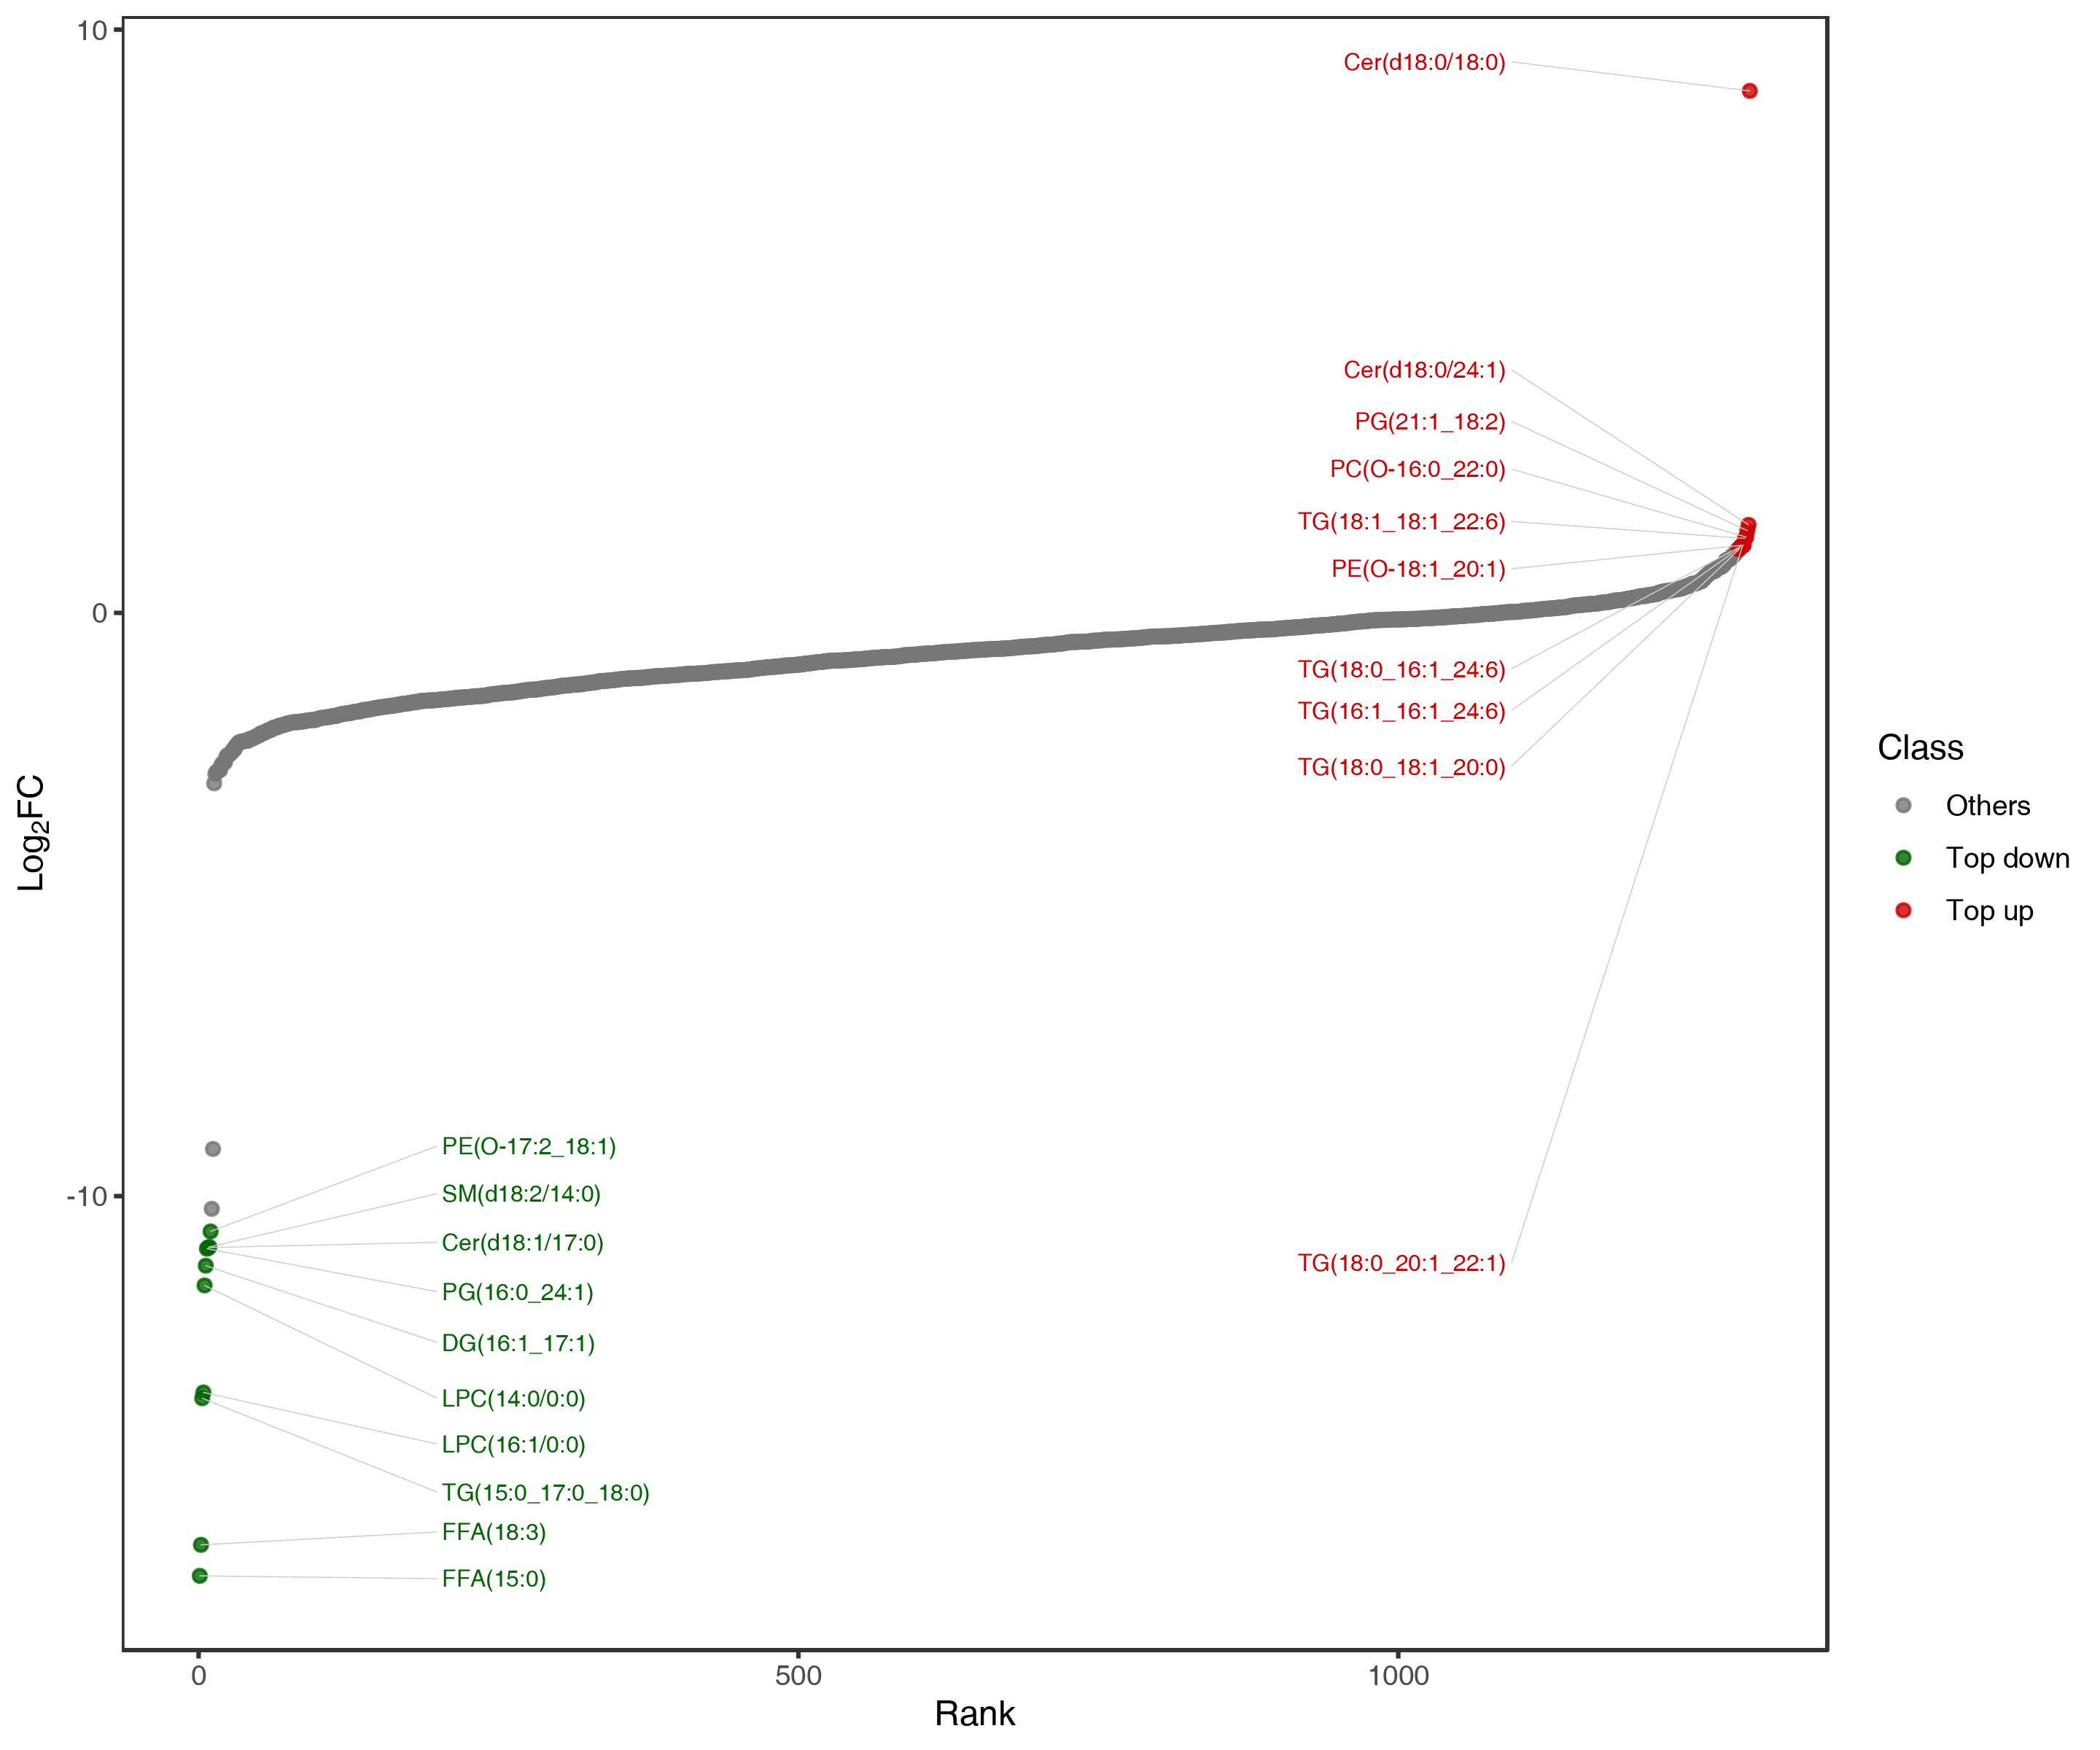 10
0
-10
Log2FC
Cer(d18:0/18:0)
Cer(d18:0/24:1)
PG(21:1_18:2)
PC(O-16:0_22:0)
TG(18:1_18:1_22:6)
PE(O-18:1_20:1)
TG(18:0_16:1_24:6)
TG(16:1_16:1_24:6)
TG(18:0_18:1_20:0)
TG(18:0_20:1_22:1)
PE(O-17:2_18:1)
SM(d18:2/14:0)
Cer(d18:1/17:0)
PG(16:0_24:1)
DG(16:1_17:1)
LPC(14:0/0:0)
LPC(16:1/0:0)
TG(15:0_17:0_18:0)
FFA(18:3)
FFA(15:0)
0 500 1000
Rank
Class
Others
Top down
Top up